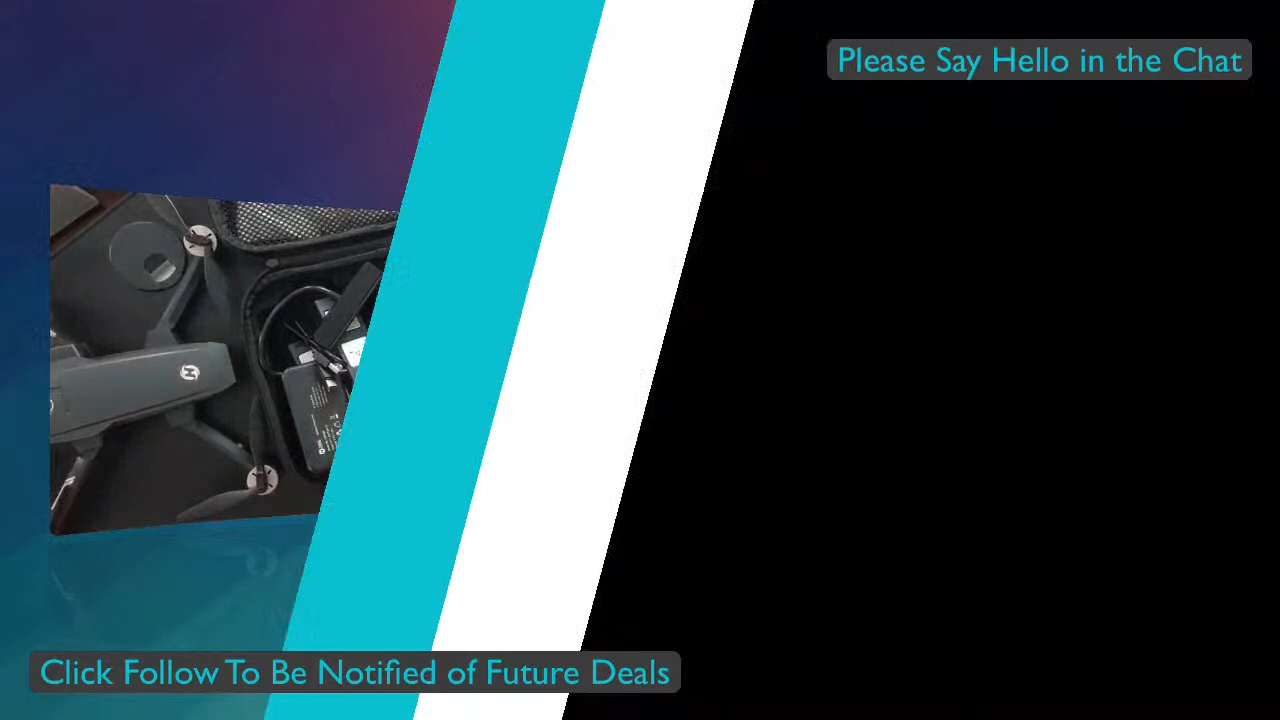 Please Say Hello in the Chat
Click Follow To Be Notified of Future Deals